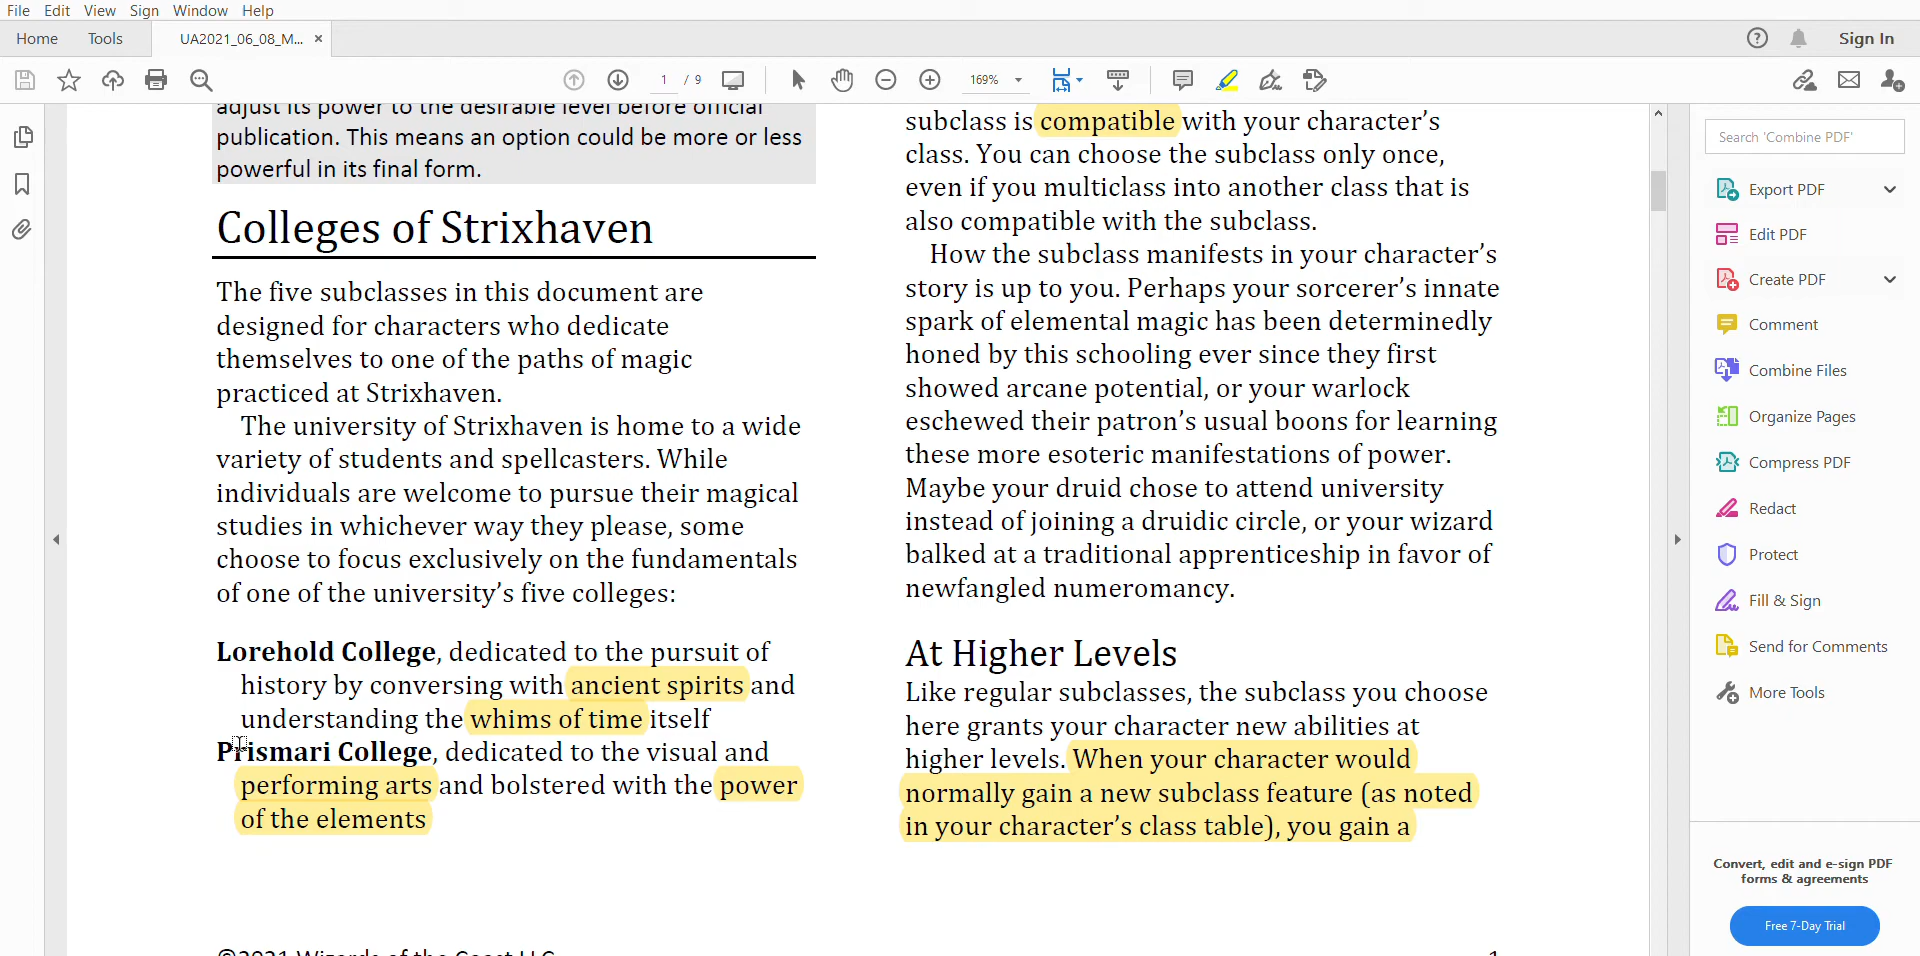 File Edit View Sign Window Help
Home Tools UA2021_06_08_M... × Sign In
1 / 9 169%
adjust its power to the desirable level before official
publication. This means an option could be more or less
powerful in its final form.
Colleges of Strixhaven
The five subclasses in this document are
designed for characters who dedicate
themselves to one of the paths of magic
practiced at Strixhaven.
The university of Strixhaven is home to a wide
variety of students and spellcasters. While
individuals are welcome to pursue their magical
studies in whichever way they please, some
choose to focus exclusively on the fundamentals
of one of the university’s five colleges:
Lorehold College, dedicated to the pursuit of
history by conversing with ancient spirits and
understanding the whims of time itself
Prismari College, dedicated to the visual and
performing arts and bolstered with the power
of the elements
©2021 Wizards of the Coast LLC
subclass is compatible with your character’s
class. You can choose the subclass only once,
even if you multiclass into another class that is
also compatible with the subclass.
How the subclass manifests in your character’s
story is up to you. Perhaps your sorcerer’s innate
spark of elemental magic has been determinedly
honed by this schooling ever since they first
showed arcane potential, or your warlock
eschewed their patron’s usual boons for learning
these more esoteric manifestations of power.
Maybe your druid chose to attend university
instead of joining a druidic circle, or your wizard
balked at a traditional apprenticeship in favor of
newfangled numeromancy.
At Higher Levels
Like regular subclasses, the subclass you choose
here grants your character new abilities at
higher levels. When your character would
normally gain a new subclass feature (as noted
in your character’s class table), you gain a
1
Search 'Combine PDF'
Export PDF
Edit PDF
Create PDF
Comment
Combine Files
Organize Pages
Compress PDF
Redact
Protect
Fill & Sign
Send for Comments
More Tools
Convert, edit and e-sign PDF
forms & agreements
Free 7-Day Trial